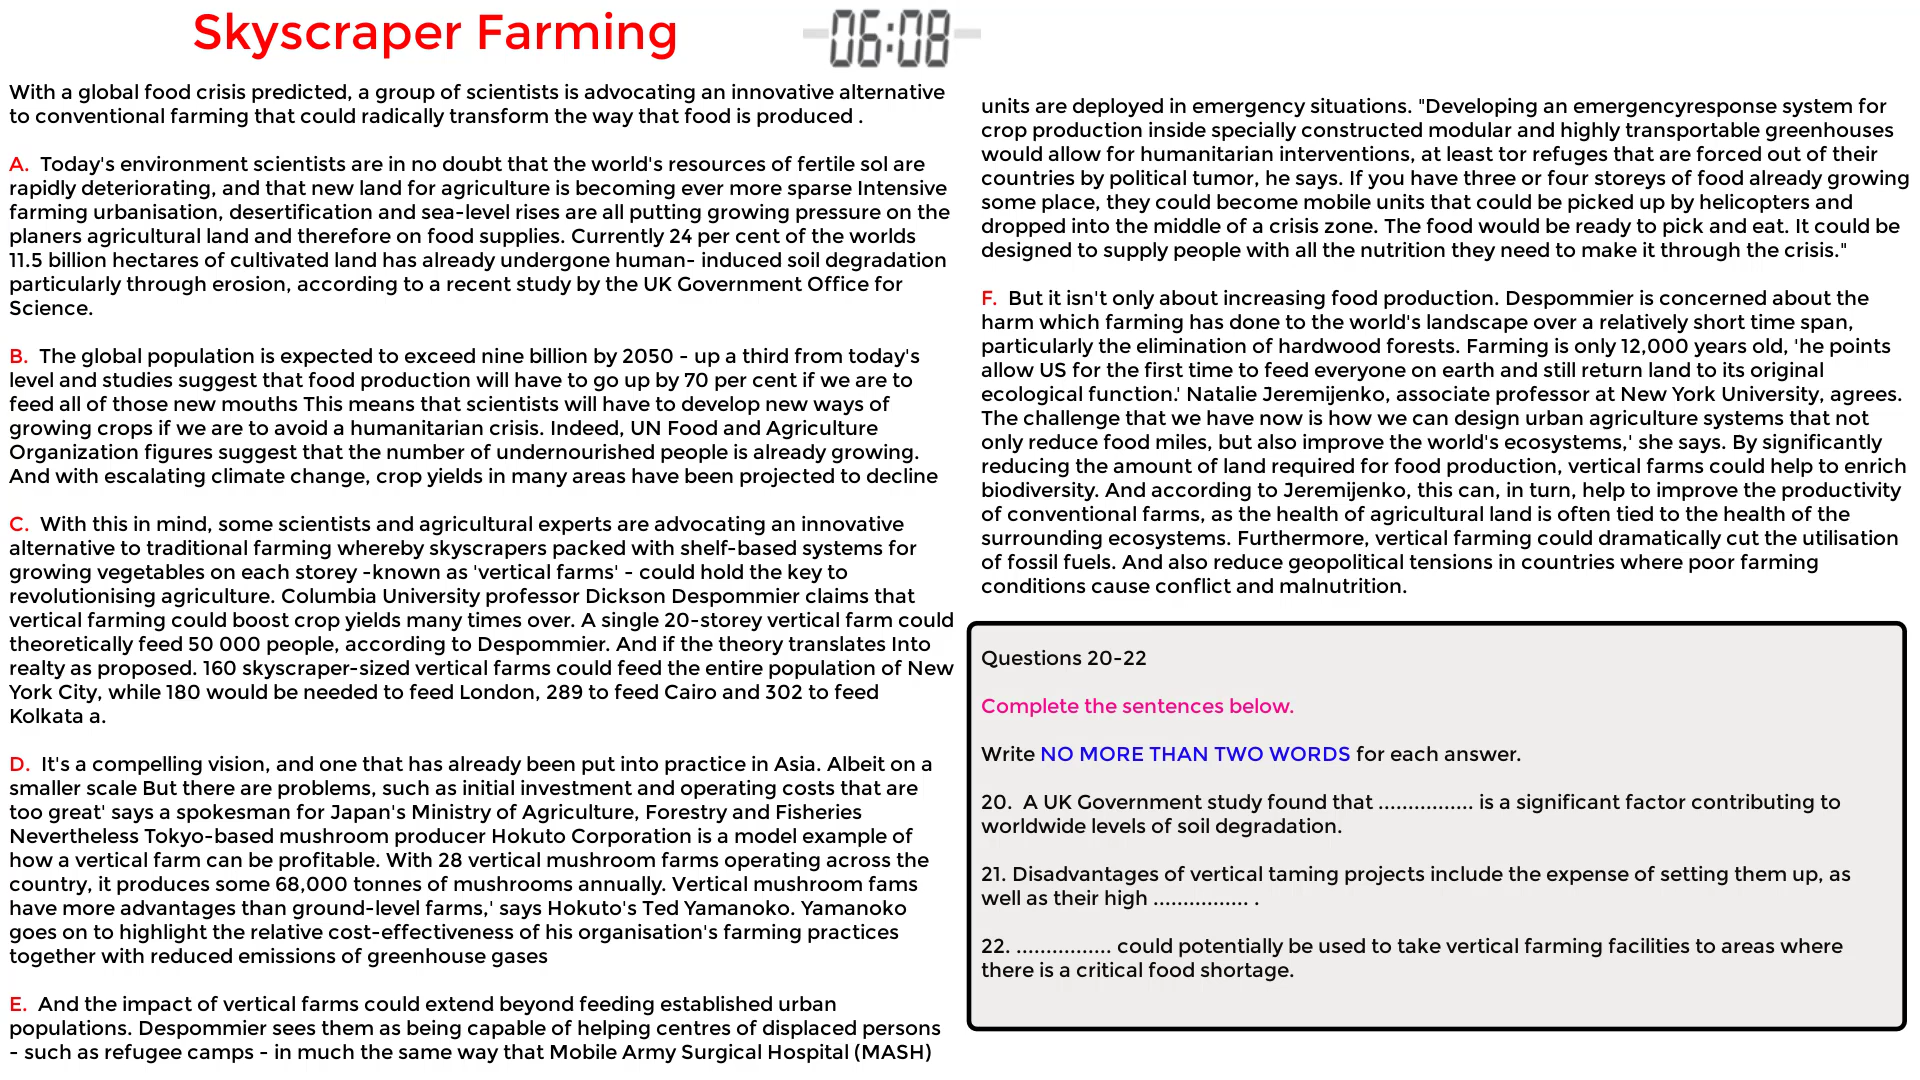 Skyscraper Farming
06:08
With a global food crisis predicted, a group of scientists is advocating an innovative alternative
to conventional farming that could radically transform the way that food is produced .
A. Today's environment scientists are in no doubt that the world's resources of fertile sol are
rapidly deteriorating, and that new land for agriculture is becoming ever more sparse Intensive
farming urbanisation, desertification and sea-level rises are all putting growing pressure on the
planers agricultural land and therefore on food supplies. Currently 24 per cent of the worlds
11.5 billion hectares of cultivated land has already undergone human- induced soil degradation
particularly through erosion, according to a recent study by the UK Government Office for
Science.
B. The global population is expected to exceed nine billion by 2050 - up a third from today's
level and studies suggest that food production will have to go up by 70 per cent if we are to
feed all of those new mouths This means that scientists will have to develop new ways of
growing crops if we are to avoid a humanitarian crisis. Indeed, UN Food and Agriculture
Organization figures suggest that the number of undernourished people is already growing.
And with escalating climate change, crop yields in many areas have been projected to decline
C. With this in mind, some scientists and agricultural experts are advocating an innovative
alternative to traditional farming whereby skyscrapers packed with shelf-based systems for
growing vegetables on each storey -known as 'vertical farms' - could hold the key to
revolutionising agriculture. Columbia University professor Dickson Despommier claims that
vertical farming could boost crop yields many times over. A single 20-storey vertical farm could
theoretically feed 50 000 people, according to Despommier. And if the theory translates Into
realty as proposed. 160 skyscraper-sized vertical farms could feed the entire population of New
York City, while 180 would be needed to feed London, 289 to feed Cairo and 302 to feed
Kolkata a.
D. It's a compelling vision, and one that has already been put into practice in Asia. Albeit on a
smaller scale But there are problems, such as initial investment and operating costs that are
too great' says a spokesman for Japan's Ministry of Agriculture, Forestry and Fisheries
Nevertheless Tokyo-based mushroom producer Hokuto Corporation is a model example of
how a vertical farm can be profitable. With 28 vertical mushroom farms operating across the
country, it produces some 68,000 tonnes of mushrooms annually. Vertical mushroom fams
have more advantages than ground-level farms,' says Hokuto's Ted Yamanoko. Yamanoko
goes on to highlight the relative cost-effectiveness of his organisation's farming practices
together with reduced emissions of greenhouse gases
E. And the impact of vertical farms could extend beyond feeding established urban
populations. Despommier sees them as being capable of helping centres of displaced persons
- such as refugee camps - in much the same way that Mobile Army Surgical Hospital (MASH)
units are deployed in emergency situations. "Developing an emergencyresponse system for
crop production inside specially constructed modular and highly transportable greenhouses
would allow for humanitarian interventions, at least tor refuges that are forced out of their
countries by political tumor, he says. If you have three or four storeys of food already growing
some place, they could become mobile units that could be picked up by helicopters and
dropped into the middle of a crisis zone. The food would be ready to pick and eat. It could be
designed to supply people with all the nutrition they need to make it through the crisis."
F. But it isn't only about increasing food production. Despommier is concerned about the
harm which farming has done to the world's landscape over a relatively short time span,
particularly the elimination of hardwood forests. Farming is only 12,000 years old, 'he points
allow US for the first time to feed everyone on earth and still return land to its original
ecological function.' Natalie Jeremijenko, associate professor at New York University, agrees.
The challenge that we have now is how we can design urban agriculture systems that not
only reduce food miles, but also improve the world's ecosystems,' she says. By significantly
reducing the amount of land required for food production, vertical farms could help to enrich
biodiversity. And according to Jeremijenko, this can, in turn, help to improve the productivity
of conventional farms, as the health of agricultural land is often tied to the health of the
surrounding ecosystems. Furthermore, vertical farming could dramatically cut the utilisation
of fossil fuels. And also reduce geopolitical tensions in countries where poor farming
conditions cause conflict and malnutrition.
Questions 20-22
Complete the sentences below.
Write NO MORE THAN TWO WORDS for each answer.
20. A UK Government study found that ................ is a significant factor contributing to
worldwide levels of soil degradation.
21. Disadvantages of vertical taming projects include the expense of setting them up, as
well as their high ................ .
22. ................ could potentially be used to take vertical farming facilities to areas where
there is a critical food shortage.